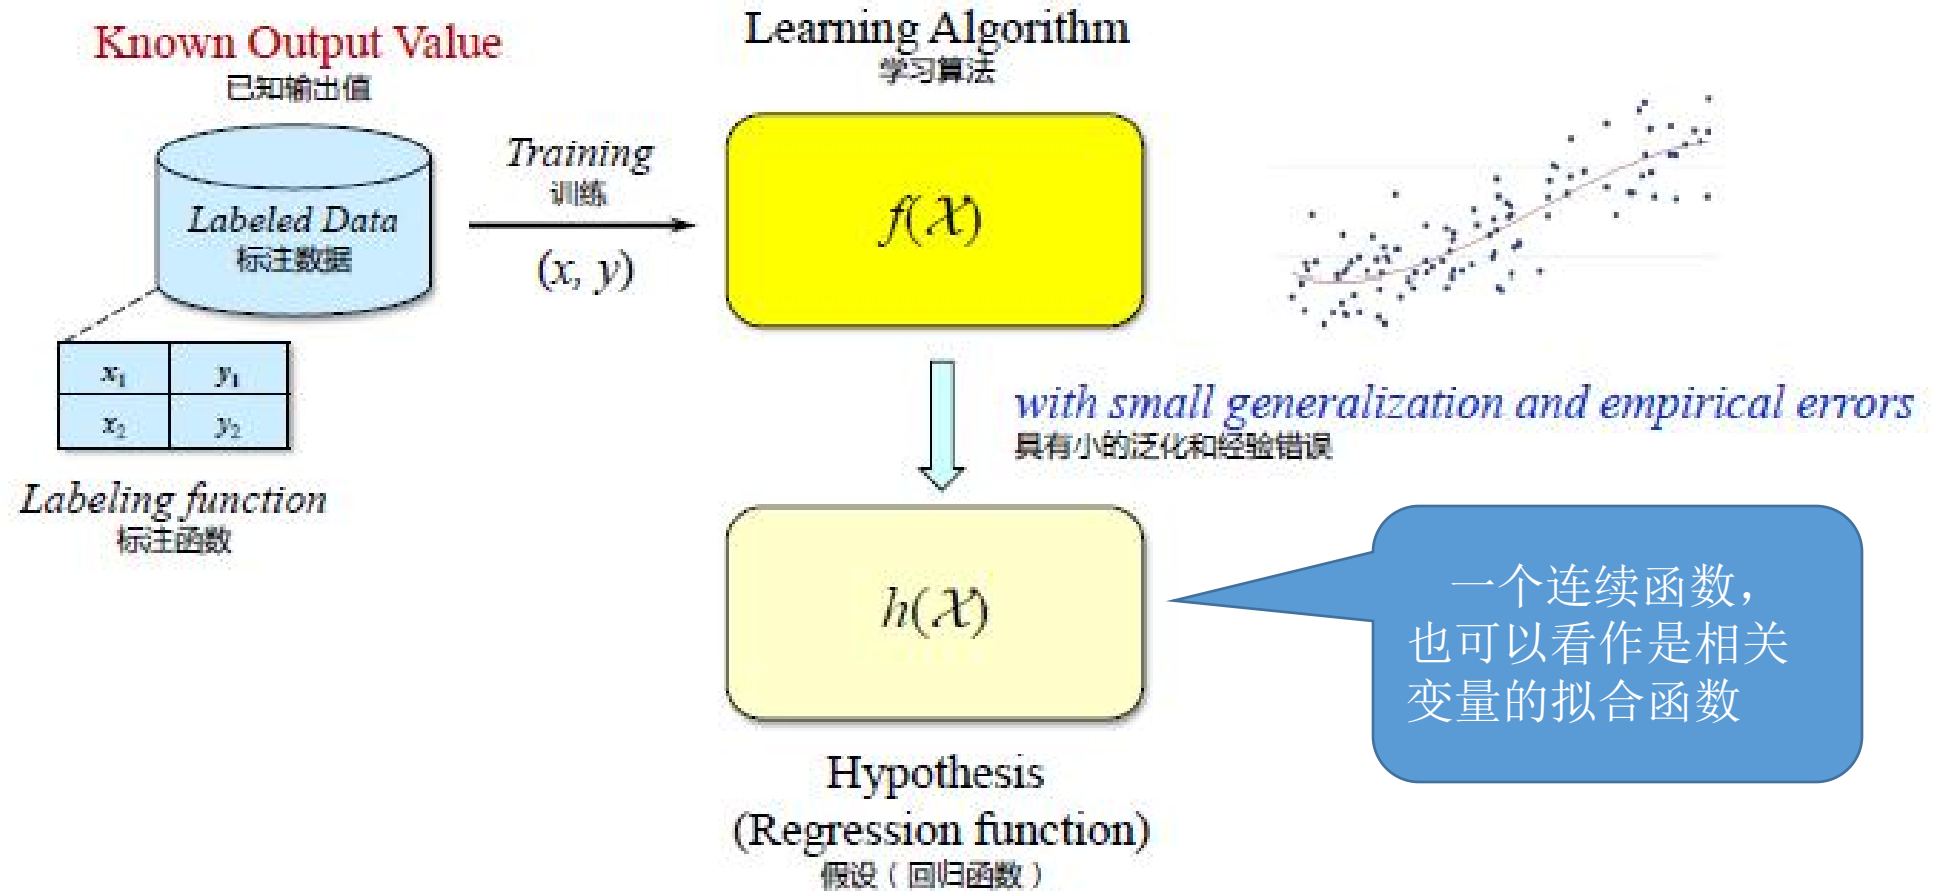 Known Output Value
已知输出值
Labeled Data
标注数据
x₁ y₁
x₂ y₂
Labeling function
标注函数
Training
训练
(x, y)
Learning Algorithm
学习算法
f(𝒳)
with small generalization and empirical errors
具有小的泛化和经验错误
h(𝒳)
Hypothesis
(Regression function)
假设（回归函数）
一个连续函数，
也可以看作是相关
变量的拟合函数